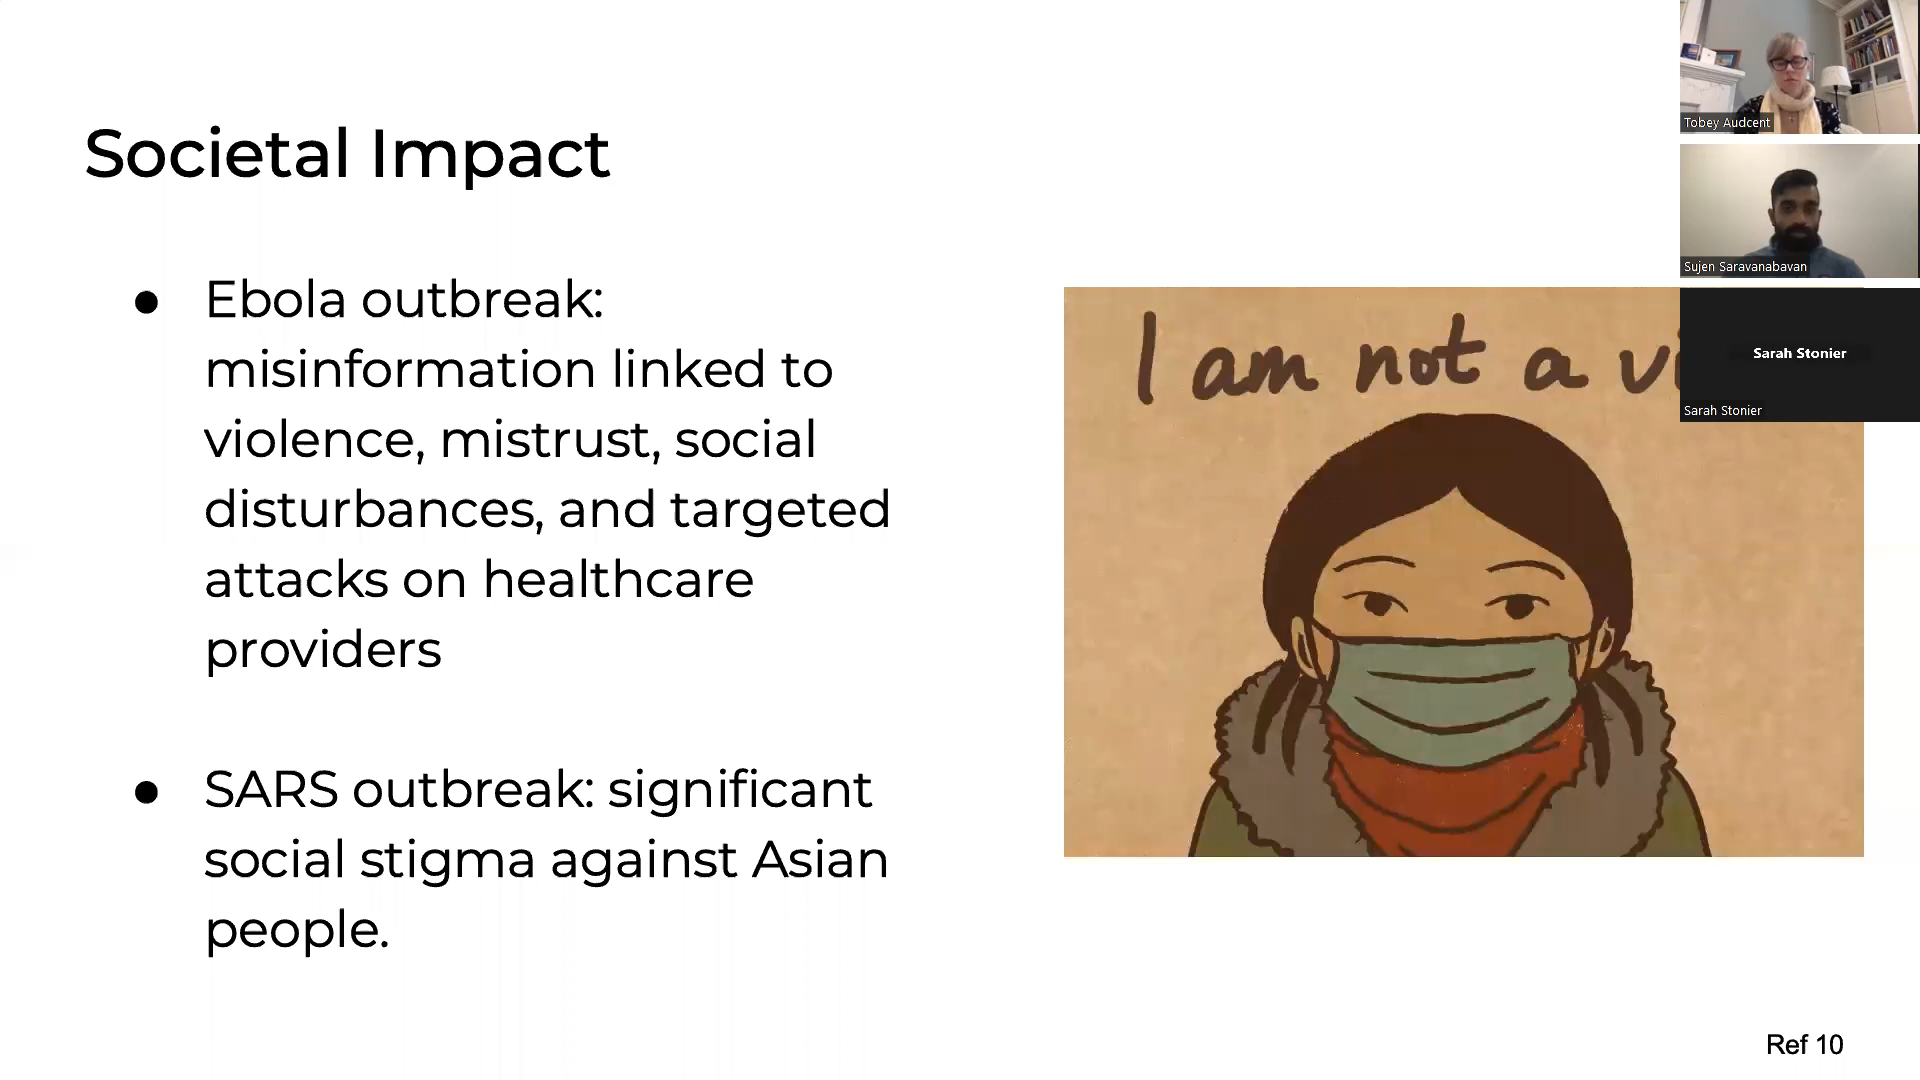 Societal Impact
● Ebola outbreak:
misinformation linked to
violence, mistrust, social
disturbances, and targeted
attacks on healthcare
providers
● SARS outbreak: significant
social stigma against Asian
people.
I am not a vi
Tobey Audcent
Sujen Saravanabavan
Sarah Stonier
Sarah Stonier
Ref 10